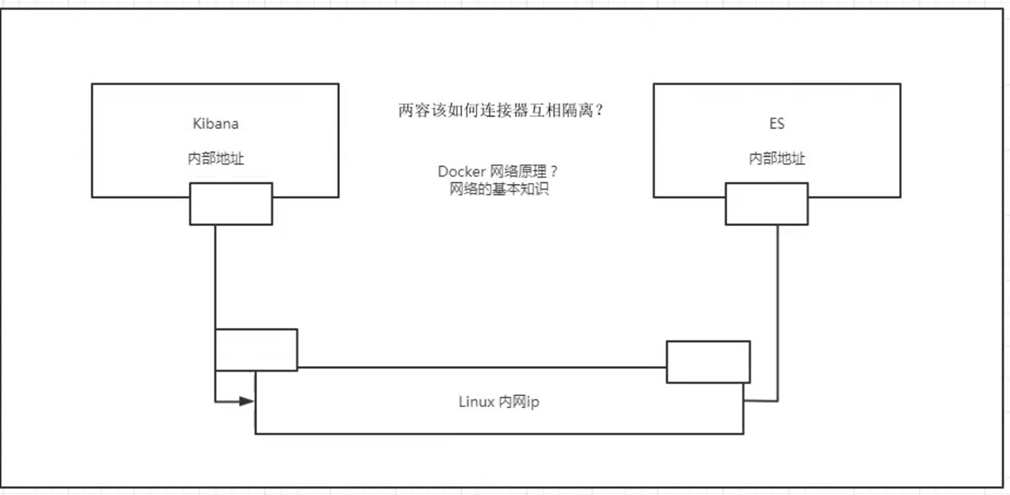 两容该如何连接器互相隔离？
Kibana
内部地址
ES
内部地址
Docker 网络原理？
网络的基本知识
Linux 内网ip